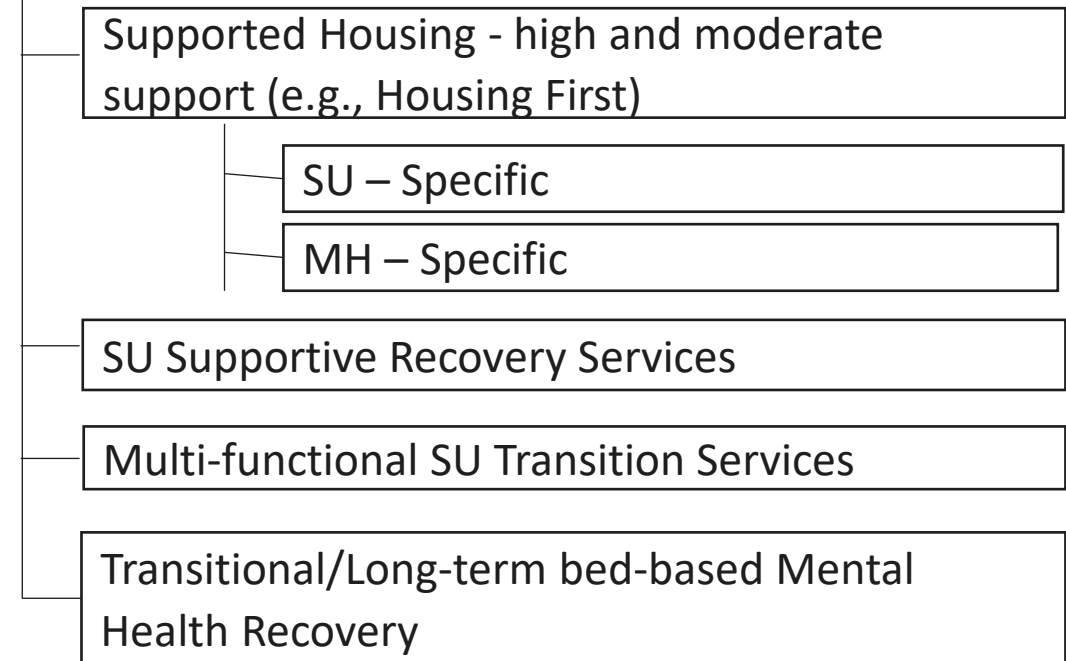 Supported Housing - high and moderate
support (e.g., Housing First)
SU – Specific
MH – Specific
SU Supportive Recovery Services
Multi-functional SU Transition Services
Transitional/Long-term bed-based Mental
Health Recovery